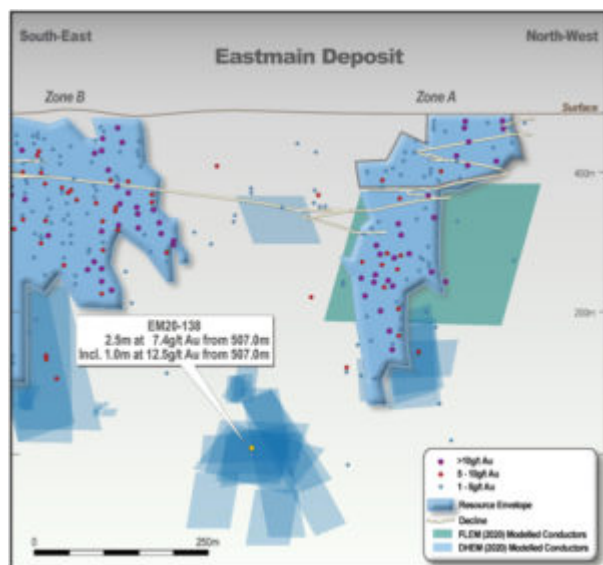 South-East
North-West
Eastmain Deposit
Zone B
Zone A
Surface
400m
200m
EM20-138
2.5m at 7.4g/t Au from 507.0m
Incl. 1.0m at 12.5g/t Au from 507.0m
>10g/t Au
5 - 10g/t Au
1 - 5g/t Au
Resource Envelope
Decline
FLEM (2020) Modelled Conductors
DHEM (2020) Modelled Conductors
0
250m